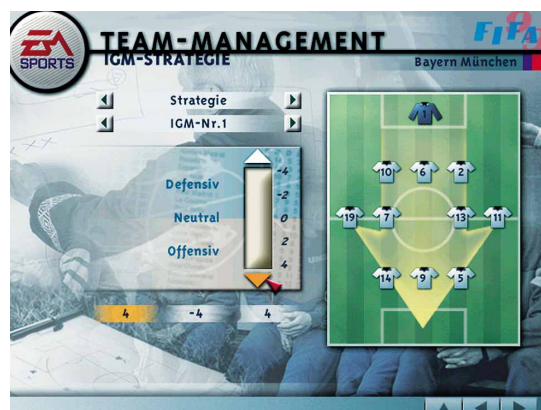 EA
SPORTS
TEAM-MANAGEMENT
FIFA
IGM-STRATEGIE
Bayern München
Strategie
IGM-Nr.1
Defensiv
Neutral
Offensiv
-4
-2
0
2
4
4 -4 4
1
10 6 2
19 7 13 11
14 9 5